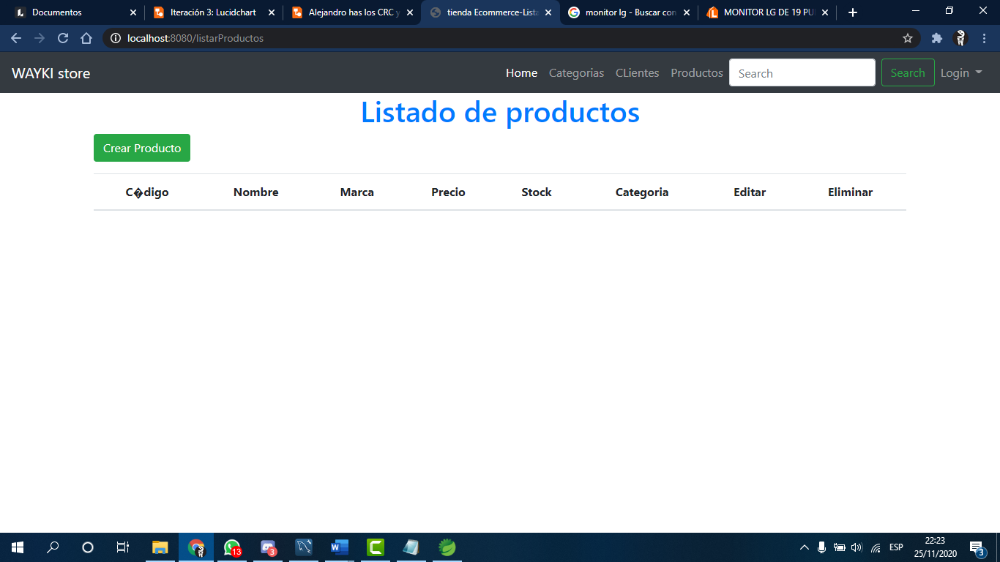 Documentos
Iteración 3: Lucidchart
Alejandro has los CRC y
tienda Ecommerce-Lista
monitor lg - Buscar con
MONITOR LG DE 19 PU
localhost:8080/listarProductos
WAYKI store
Home
Categorias
CLientes
Productos
Search
Search
Login
Listado de productos
Crear Producto
C�digo Nombre Marca Precio Stock Categoria Editar Eliminar
13
3
ESP
22:23
25/11/2020
3